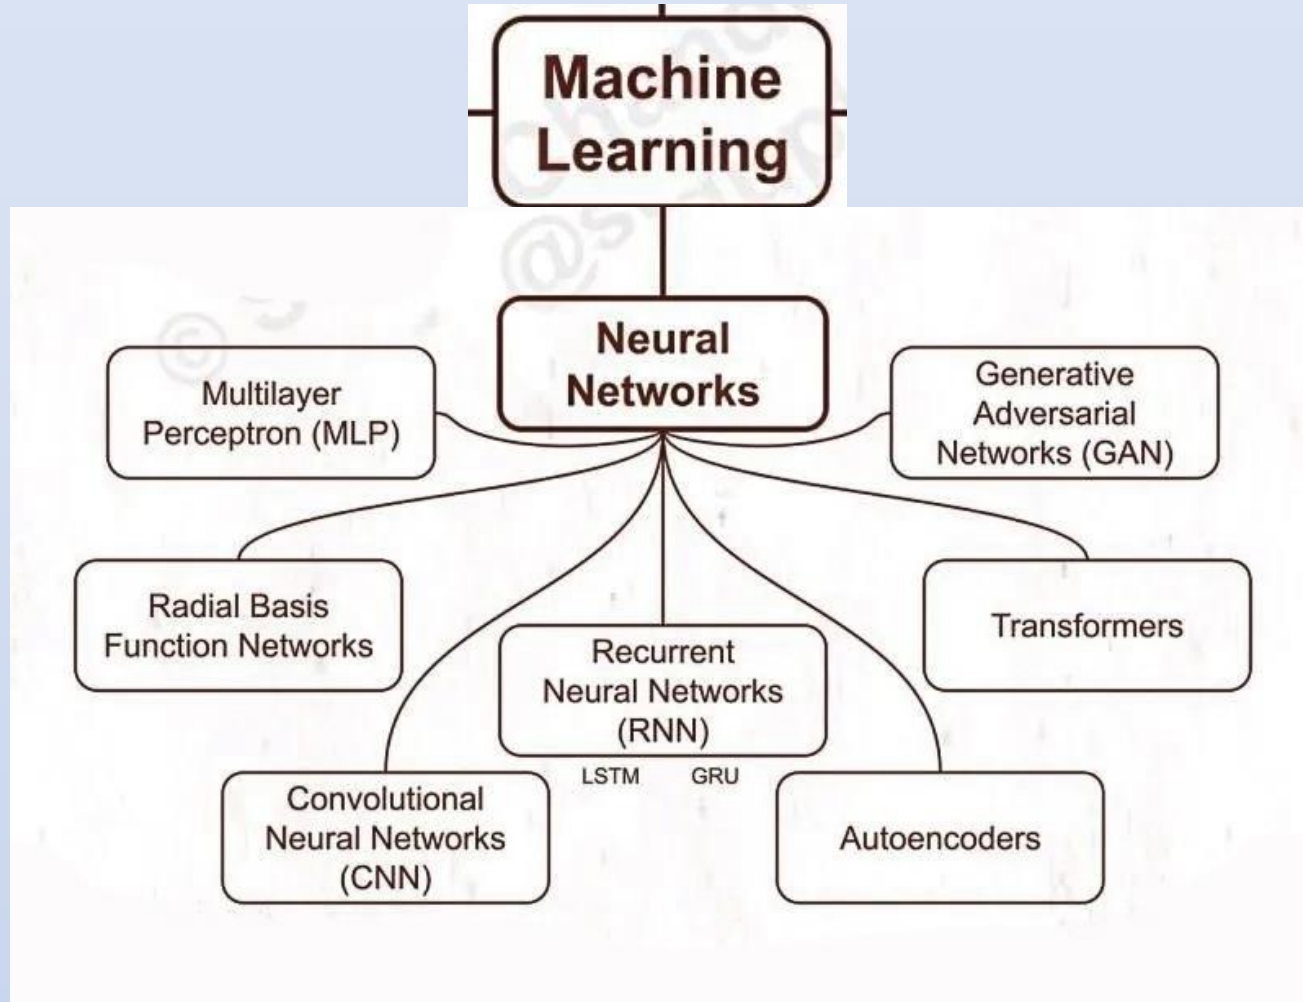 Machine
Learning
Neural
Networks
Multilayer
Perceptron (MLP)
Generative
Adversarial
Networks (GAN)
Radial Basis
Function Networks
Transformers
Recurrent
Neural Networks
(RNN)
LSTM GRU
Convolutional
Neural Networks
(CNN)
Autoencoders